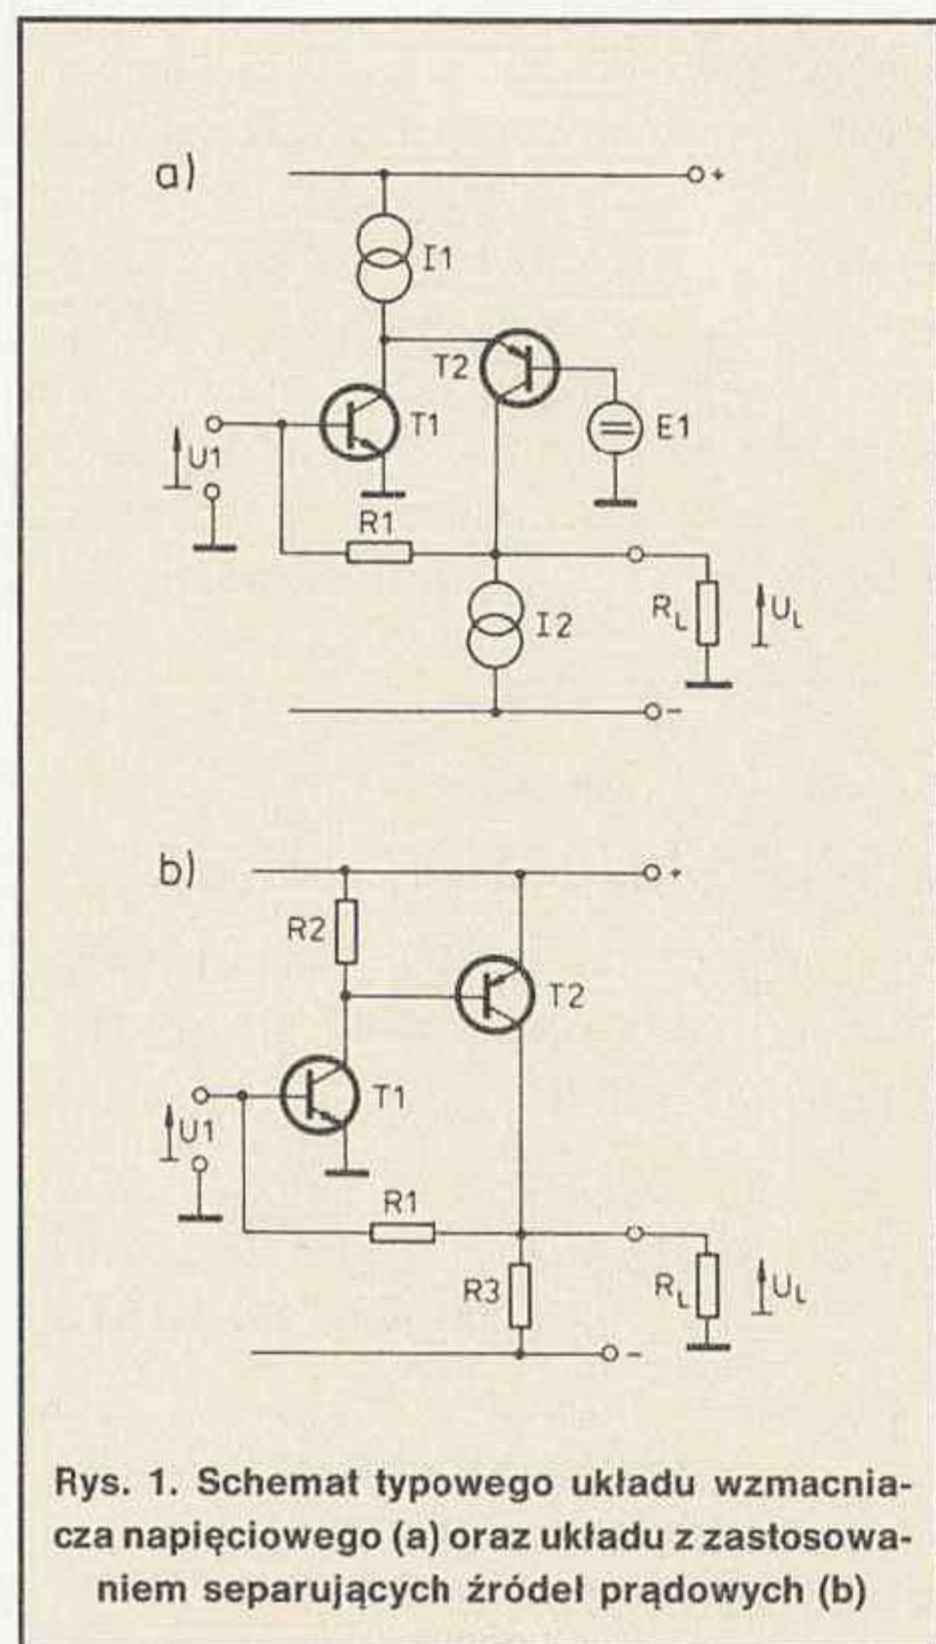 a)
+
I1
T2
T1
E1
U1
R1
I2
RL
UL
-
b)
+
R2
T2
T1
U1
R1
R3
RL
UL
-
Rys. 1. Schemat typowego układu wzmacnia-
cza napięciowego (a) oraz układu z zastosowa-
niem separujących źródeł prądowych (b)